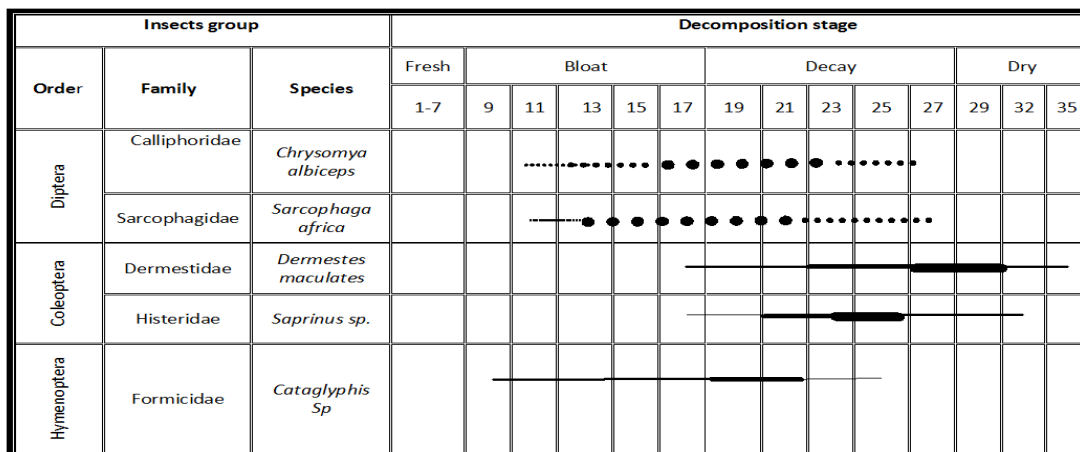 Insects group Decomposition stage
Order Family Species Fresh Bloat Decay Dry
1-7 9 11 13 15 17 19 21 23 25 27 29 32 35
Diptera
Calliphoridae
Chrysomya
albiceps
Sarcophagidae
Sarcophaga
africa
Coleoptera
Dermestidae
Dermestes
maculates
Histeridae
Saprinus sp.
Hymenoptera
Formicidae
Cataglyphis
Sp